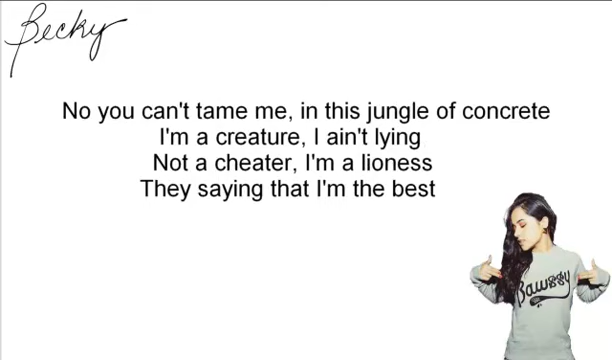 Becky
No you can't tame me, in this jungle of concrete
I'm a creature, I ain't lying
Not a cheater, I'm a lioness
They saying that I'm the best
Bawssy